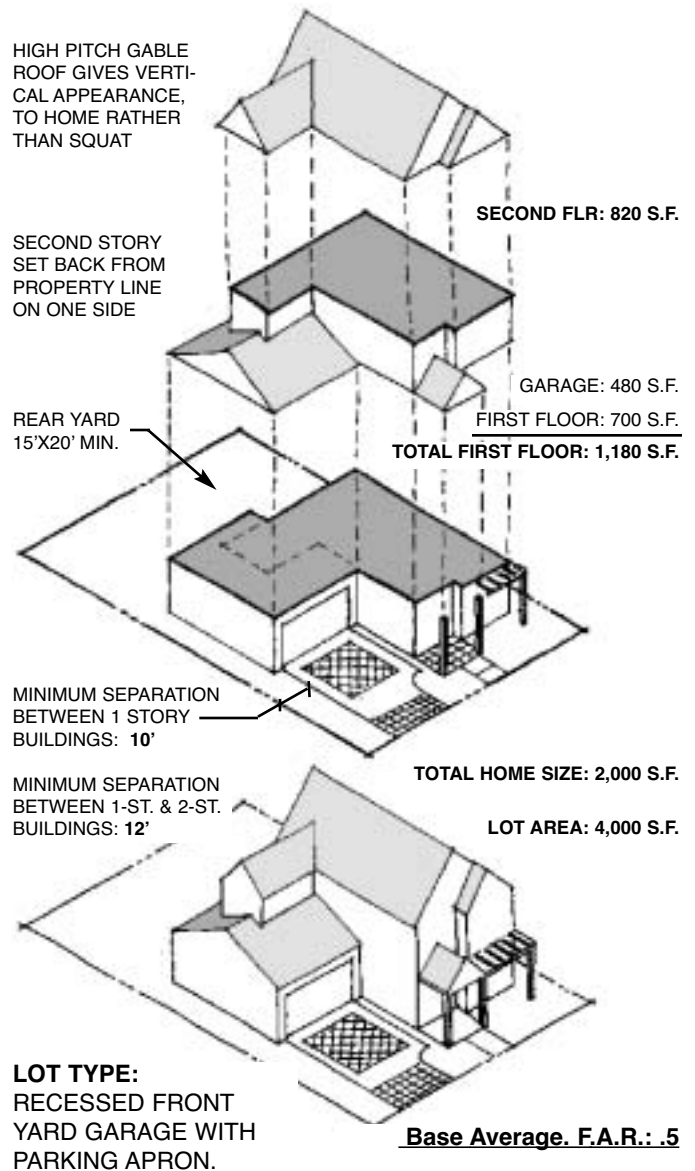 HIGH PITCH GABLE
ROOF GIVES VERTI-
CAL APPEARANCE,
TO HOME RATHER
THAN SQUAT
SECOND FLR: 820 S.F.
SECOND STORY
SET BACK FROM
PROPERTY LINE
ON ONE SIDE
GARAGE: 480 S.F.
FIRST FLOOR: 700 S.F.
TOTAL FIRST FLOOR: 1,180 S.F.
REAR YARD
15'X20' MIN.
MINIMUM SEPARATION
BETWEEN 1 STORY
BUILDINGS: 10'
TOTAL HOME SIZE: 2,000 S.F.
MINIMUM SEPARATION
BETWEEN 1-ST. & 2-ST.
BUILDINGS: 12'
LOT AREA: 4,000 S.F.
LOT TYPE:
RECESSED FRONT
YARD GARAGE WITH
PARKING APRON.
Base Average. F.A.R.: .5